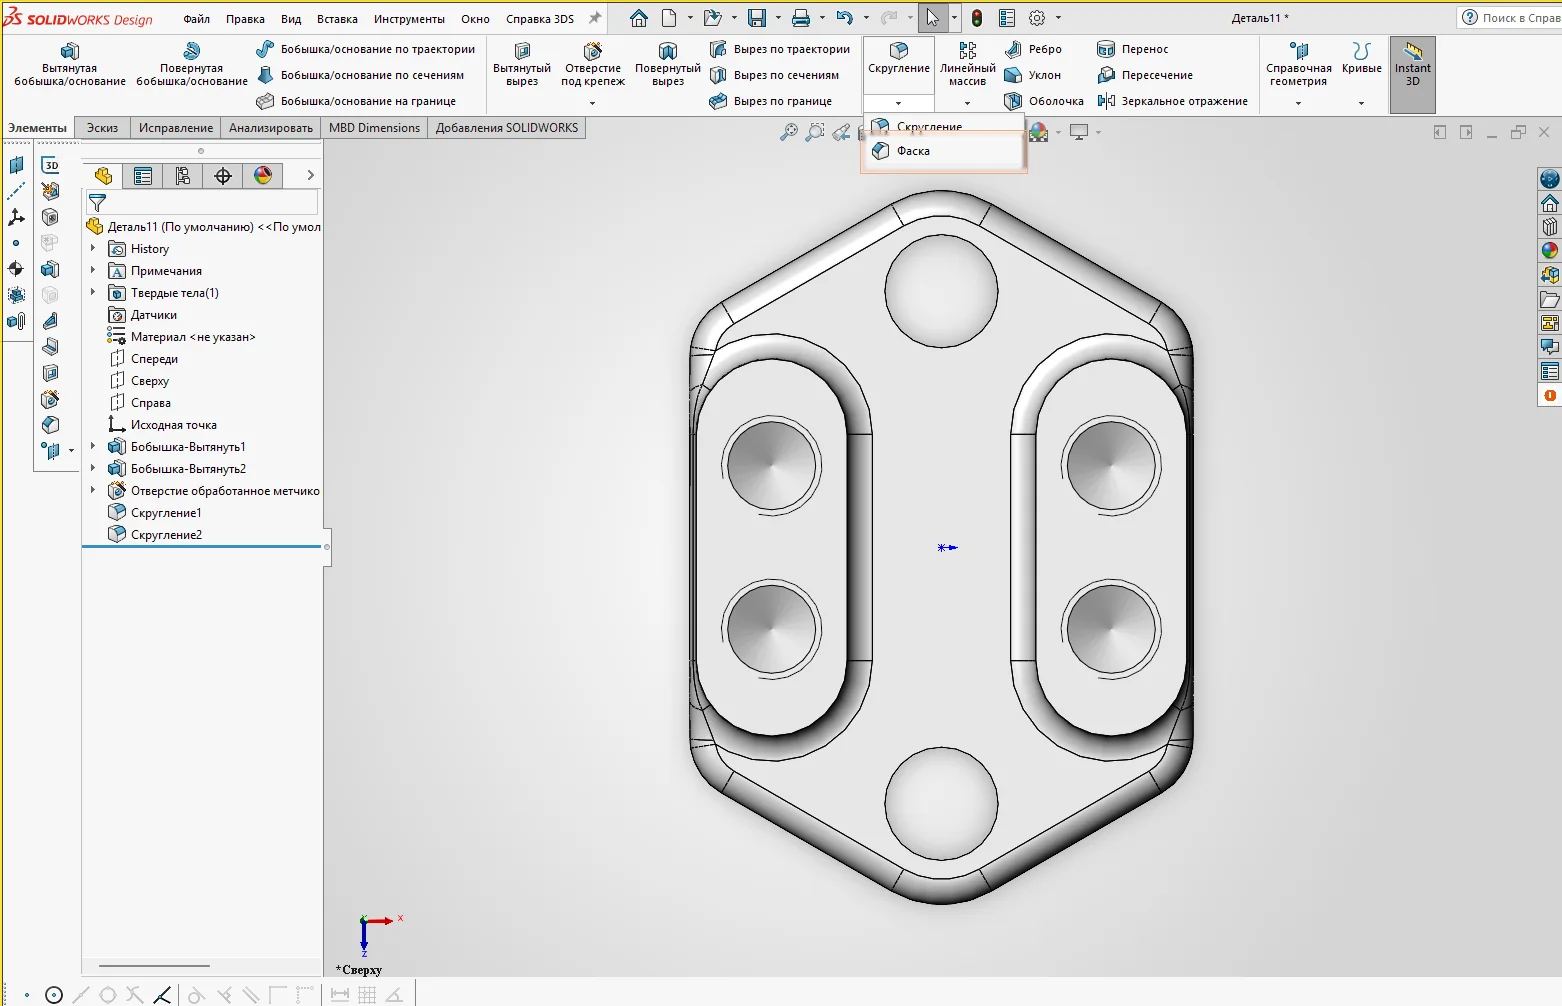 SOLIDWORKS Design Файл Правка Вид Вставка Инструменты Окно Справка 3DS Деталь11 * Поиск в Справ
Вытянутая бобышка/основание
Повернутая бобышка/основание
Бобышка/основание по траектории
Бобышка/основание по сечениям
Бобышка/основание на границе
Вытянутый вырез
Отверстие под крепеж
Повернутый вырез
Вырез по траектории
Вырез по сечениям
Вырез по границе
Скругление
Линейный массив
Ребро
Уклон
Оболочка
Перенос
Пересечение
Зеркальное отражение
Справочная геометрия
Кривые
Instant 3D
Элементы Эскиз Исправление Анализировать MBD Dimensions Добавления SOLIDWORKS
Скругление
Фаска
3D
Деталь11 (По умолчанию) <<По умол
History
Примечания
Твердые тела(1)
Датчики
Материал <не указан>
Спереди
Сверху
Справа
Исходная точка
Бобышка-Вытянуть1
Бобышка-Вытянуть2
Отверстие обработанное метчико
Скругление1
Скругление2
X
Z
*Сверху